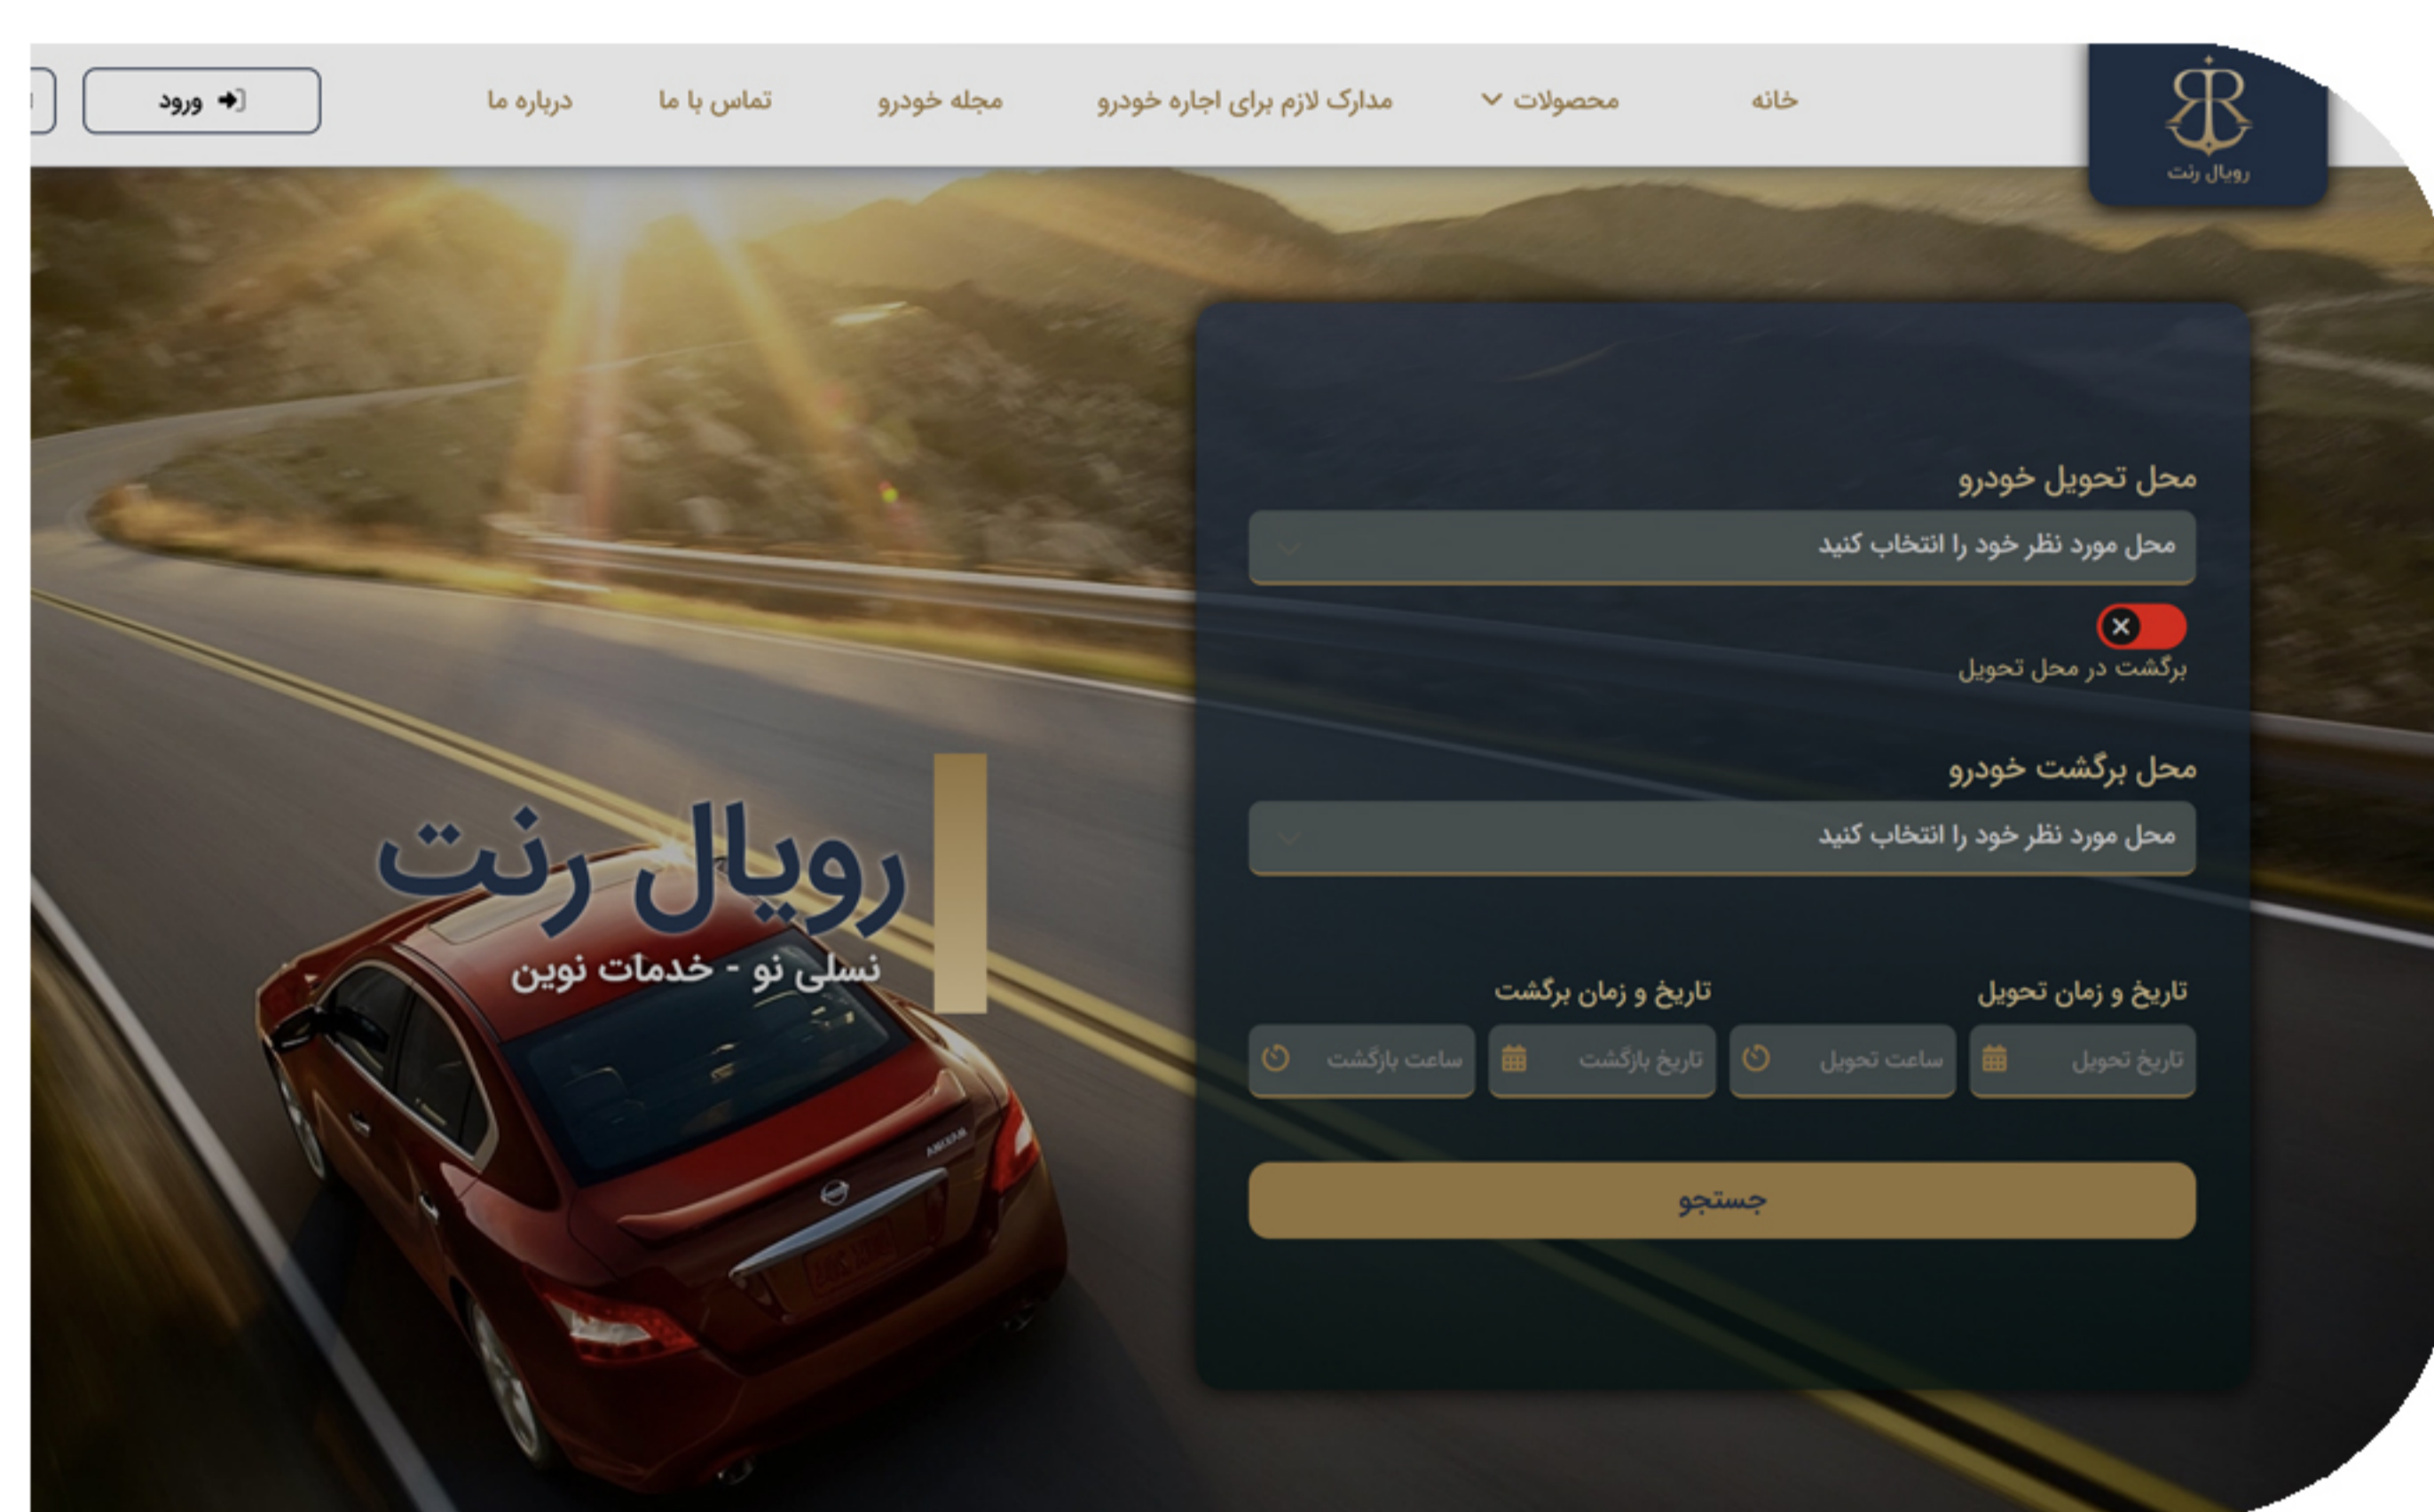 رویال رنت
خانه
محصولات
مدارک لازم برای اجاره خودرو
مجله خودرو
تماس با ما
درباره ما
ورود
محل تحویل خودرو
محل مورد نظر خود را انتخاب کنید
برگشت در محل تحویل
محل برگشت خودرو
محل مورد نظر خود را انتخاب کنید
تاریخ و زمان تحویل
تاریخ و زمان برگشت
تاریخ تحویل
ساعت تحویل
تاریخ بازگشت
ساعت بازگشت
جستجو
رویال رنت
نسلی نو - خدمات نوین